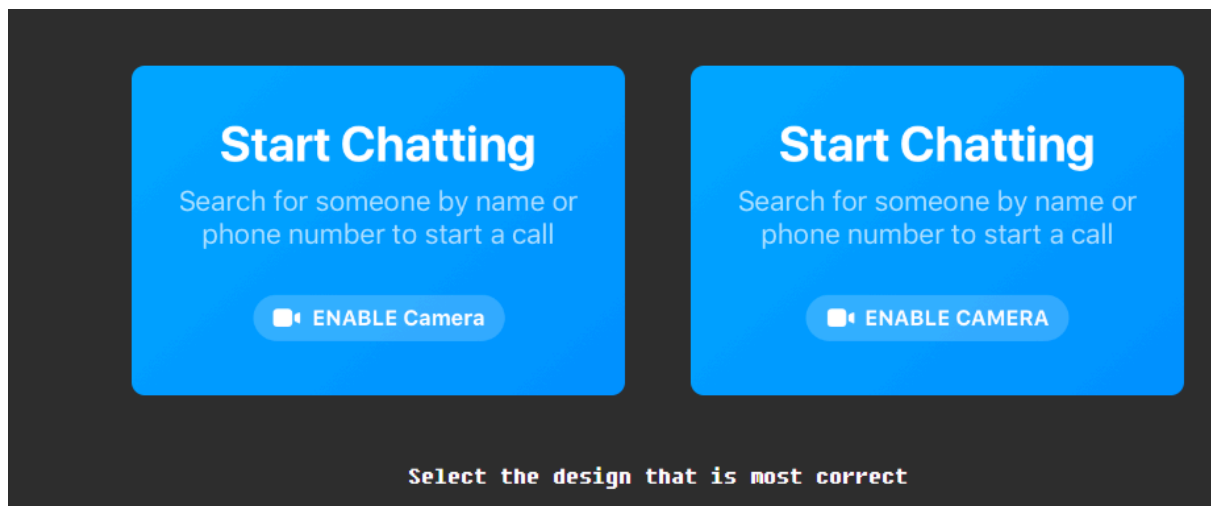 Start Chatting
Search for someone by name or
phone number to start a call
ENABLE Camera
Start Chatting
Search for someone by name or
phone number to start a call
ENABLE CAMERA
Select the design that is most correct